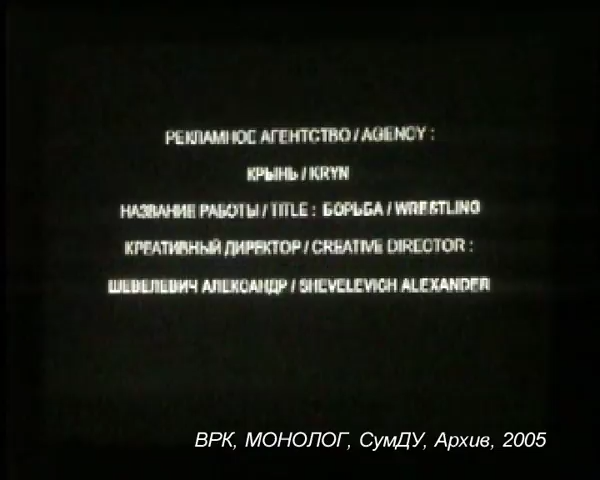 РЕКЛАМНОЕ АГЕНТСТВО / AGENCY :
КРЫНЬ / KRYN
НАЗВАНИЕ РАБОТЫ / TITLE : БОРЬБА / WRESTLING
КРЕАТИВНЫЙ ДИРЕКТОР / CREATIVE DIRECTOR :
ШЕВЕЛЕВИЧ АЛЕКСАНДР / SHEVELEVICH ALEXANDER
ВРК, МОНОЛОГ, СумДУ, Архив, 2005